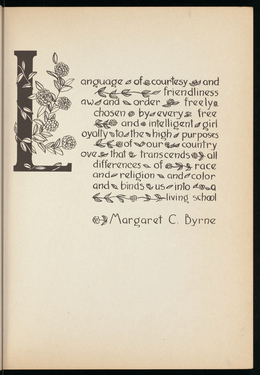 Language of courtesy and
friendliness
Law and order freely
chosen by every free
and intelligent girl
Loyalty to the high purposes
of our country
Love that transcends all
differences of race
and religion and color
and binds us into a
living school
Margaret C. Byrne